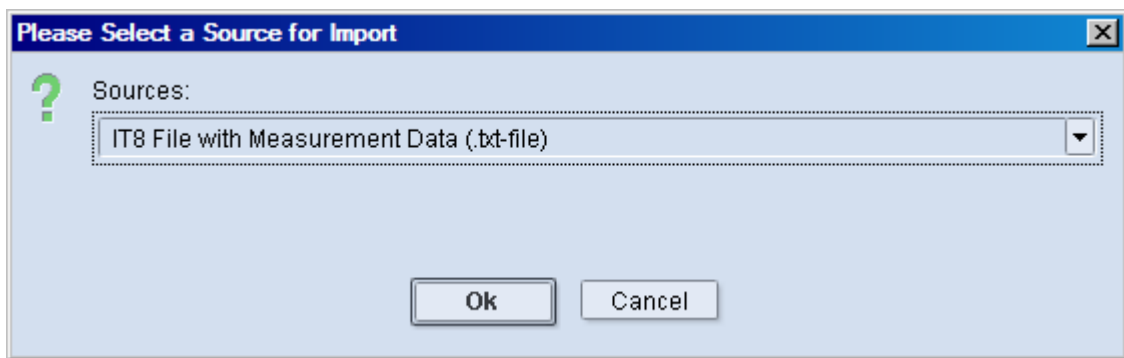 Please Select a Source for Import
Sources:
IT8 File with Measurement Data (.txt-file)
Ok
Cancel